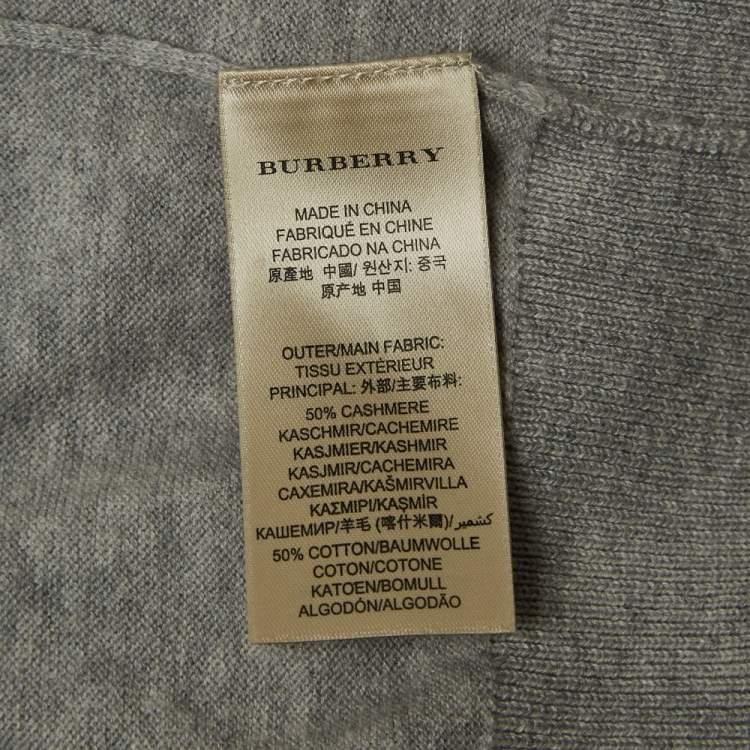 BURBERRY
MADE IN CHINA
FABRIQUÉ EN CHINE
FABRICADO NA CHINA
原產地 中國/ 원산지: 중국
原产地 中国
OUTER/MAIN FABRIC:
TISSU EXTÉRIEUR
PRINCIPAL: 外部/主要布料:
50% CASHMERE
KASCHMIR/CACHEMIRE
KASJMIER/KASHMIR
KASJMIR/CACHEMIRA
CAXEMIRA/KAŠMIRVILLA
ΚΑΣΜΙΡΙ/KAŞMİR
КАШЕМИР/羊毛 (喀什米爾)/كشمير
50% COTTON/BAUMWOLLE
COTON/COTONE
KATOEN/BOMULL
ALGODÓN/ALGODÃO